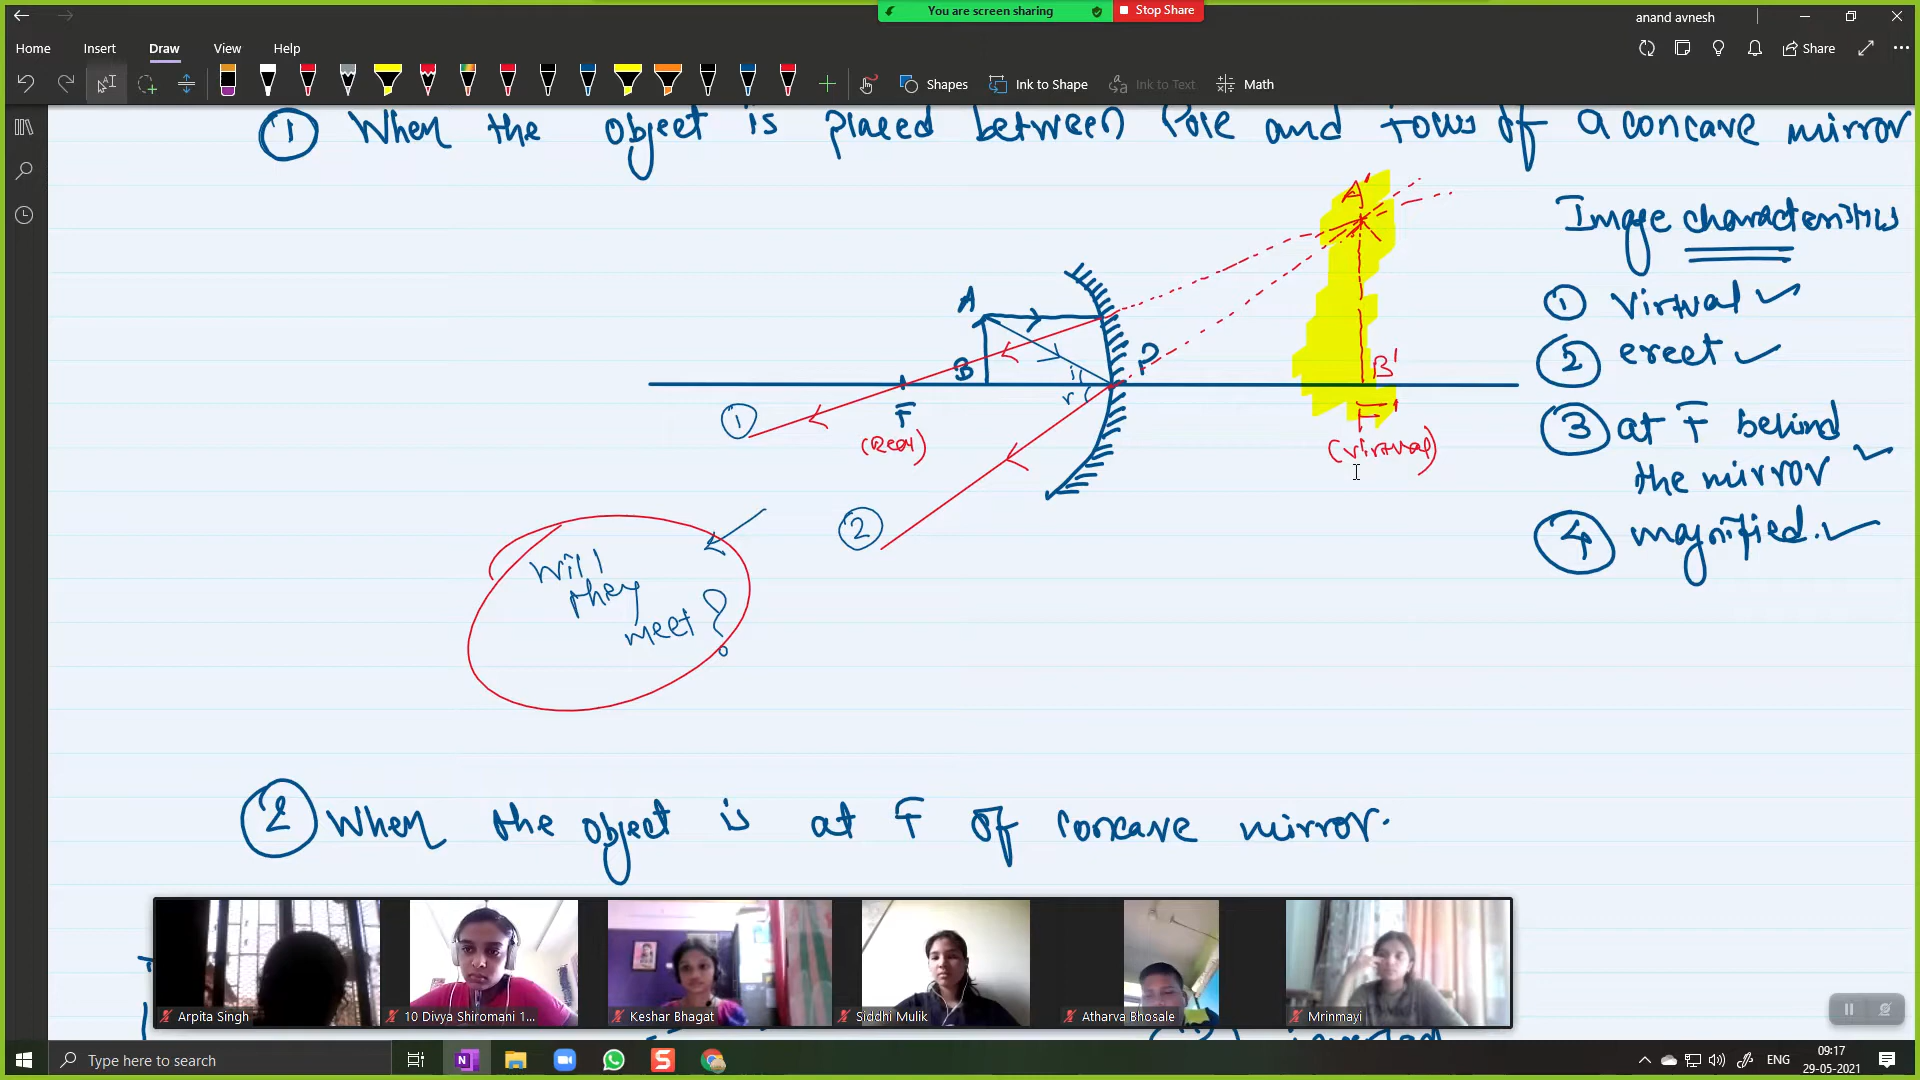 You are screen sharing
Stop Share
anand avnesh
Home Insert Draw View Help
Share
Shapes
Ink to Shape
Ink to Text
Math
① When the object is placed between Pole and Focus of a concave mirror
Image characteristics
① virtual ✓
② erect ✓
③ at F behind
the mirror ✓
④ magnified. ✓
A'
A
B
P
i
r
B'
①
F
(Real)
F'
(virtual)
②
Will
they
meet?
② When the object is at F of concave mirror.
Arpita Singh
10 Divya Shiromani 1...
Keshar Bhagat
Siddhi Mulik
Atharva Bhosale
Mrinmayi
inverted
Type here to search
N
S
ENG
09:17
29-05-2021